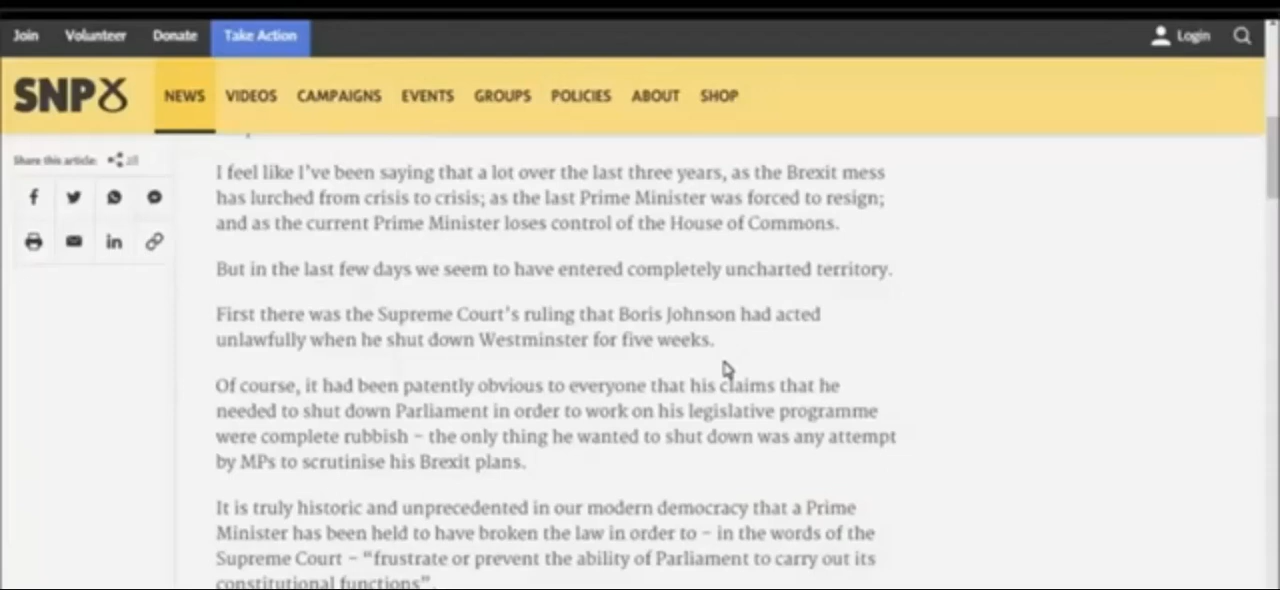 Join Volunteer Donate Take Action Login
SNP NEWS VIDEOS CAMPAIGNS EVENTS GROUPS POLICIES ABOUT SHOP
Share this article:
I feel like I've been saying that a lot over the last three years, as the Brexit mess
has lurched from crisis to crisis; as the last Prime Minister was forced to resign;
and as the current Prime Minister loses control of the House of Commons.
But in the last few days we seem to have entered completely uncharted territory.
First there was the Supreme Court's ruling that Boris Johnson had acted
unlawfully when he shut down Westminster for five weeks.
Of course, it had been patently obvious to everyone that his claims that he
needed to shut down Parliament in order to work on his legislative programme
were complete rubbish – the only thing he wanted to shut down was any attempt
by MPs to scrutinise his Brexit plans.
It is truly historic and unprecedented in our modern democracy that a Prime
Minister has been held to have broken the law in order to – in the words of the
Supreme Court – “frustrate or prevent the ability of Parliament to carry out its
constitutional functions”.